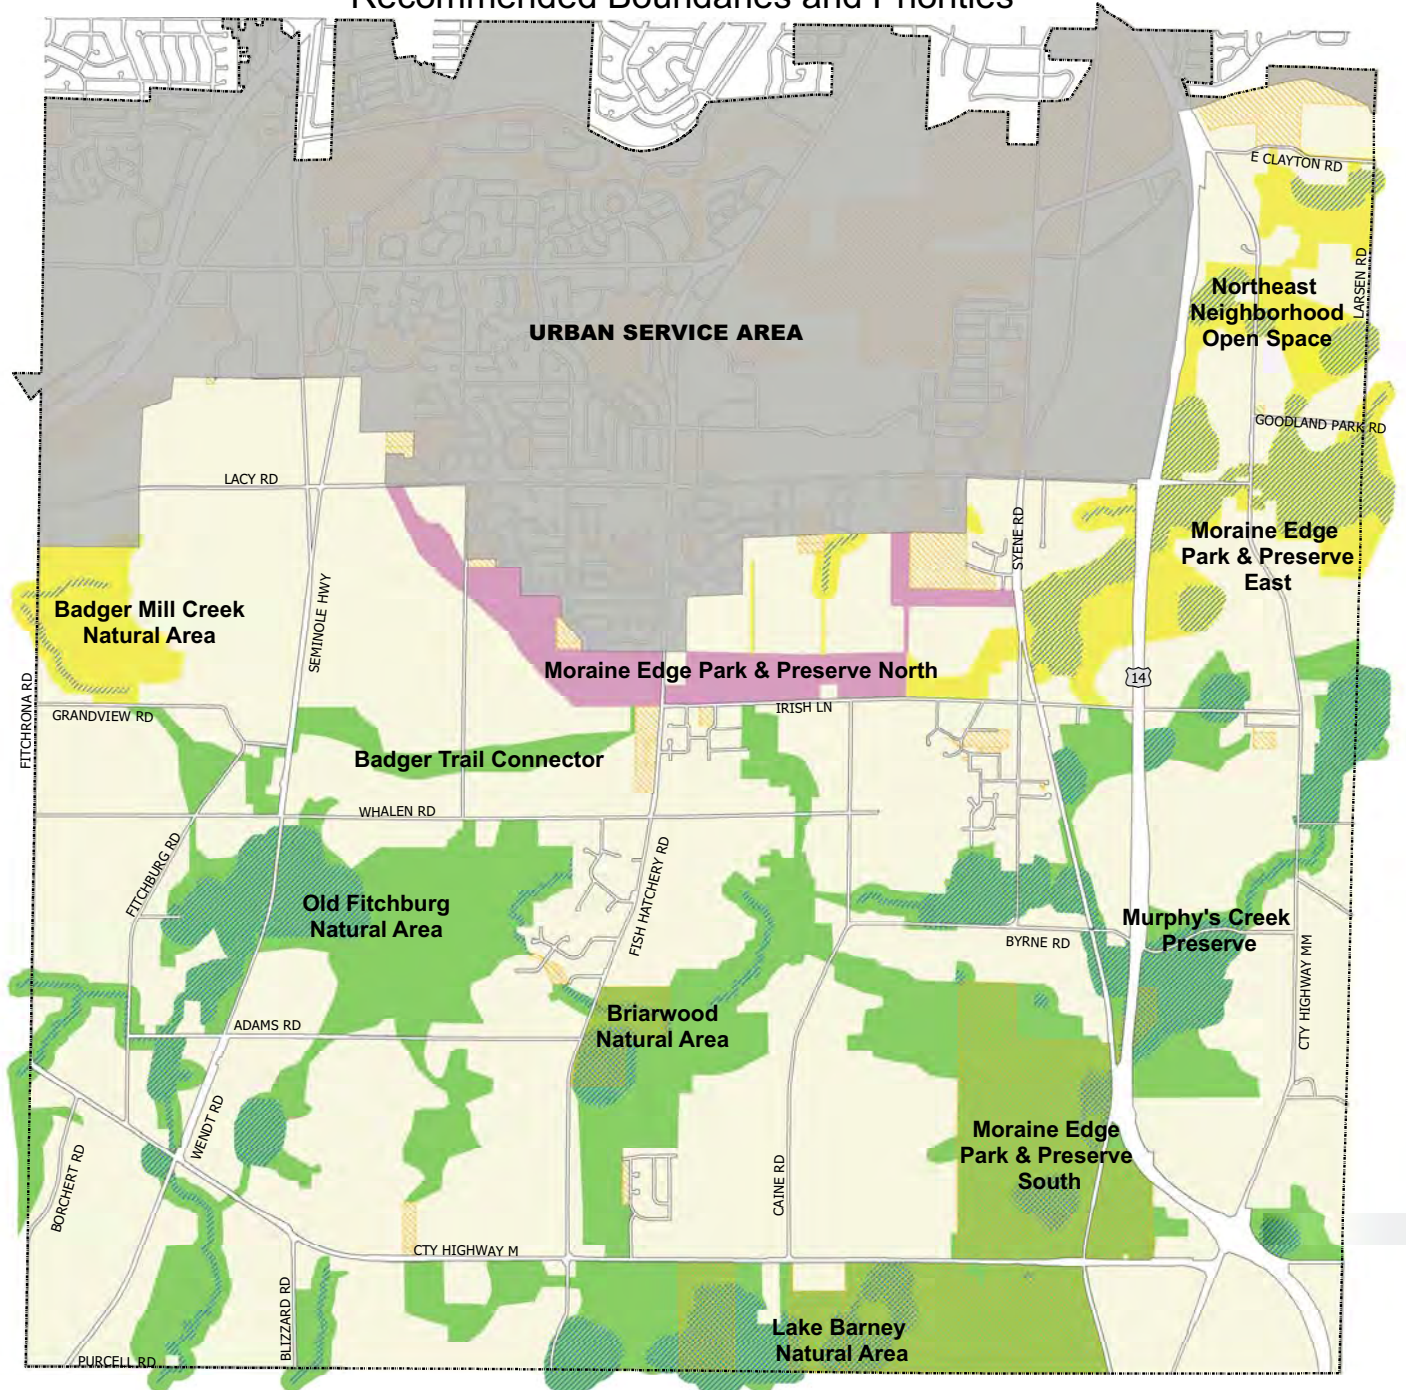 Recommended Boundaries and Priorities
E CLAYTON RD
LARSEN RD
Northeast
Neighborhood
Open Space
URBAN SERVICE AREA
GOODLAND PARK RD
LACY RD
SYENE RD
Moraine Edge
Park & Preserve
East
SEMINOLE HWY
Badger Mill Creek
Natural Area
Moraine Edge Park & Preserve North
14
FITCHRONA RD
GRANDVIEW RD
IRISH LN
Badger Trail Connector
WHALEN RD
FITCHBURG RD
FISH HATCHERY RD
Old Fitchburg
Natural Area
Murphy's Creek
Preserve
BYRNE RD
CTY HIGHWAY MM
Briarwood
Natural Area
ADAMS RD
WENDT RD
Moraine Edge
Park & Preserve
South
BORCHERT RD
CAINE RD
CTY HIGHWAY M
BLIZZARD RD
Lake Barney
Natural Area
PURCELL RD